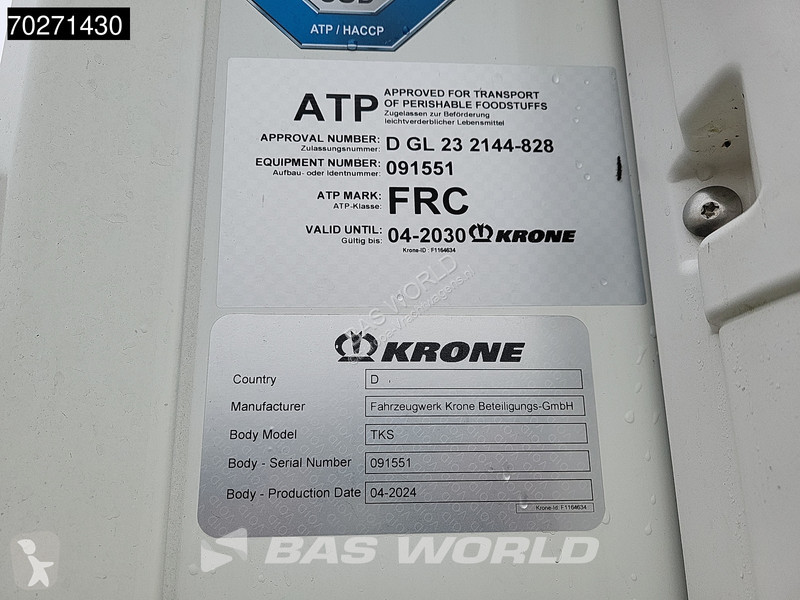 70271430
ATP / HACCP
ATP
APPROVED FOR TRANSPORT
OF PERISHABLE FOODSTUFFS
Zugelassen zur Beförderung
leichtverderblicher Lebensmittel
APPROVAL NUMBER: D GL 23 2144-828
Zulassungsnummer:
EQUIPMENT NUMBER: 091551
Aufbau- oder Identnummer:
ATP MARK: FRC
ATP-Klasse:
VALID UNTIL: 04-2030 KRONE
Gültig bis:
Krone-ID : F1164634
BAS WORLD
KRONE
Country D
Manufacturer Fahrzeugwerk Krone Beteiligungs-GmbH
Body Model TKS
Body - Serial Number 091551
Body - Production Date 04-2024
Krone-Id: F1164634
BAS WORLD